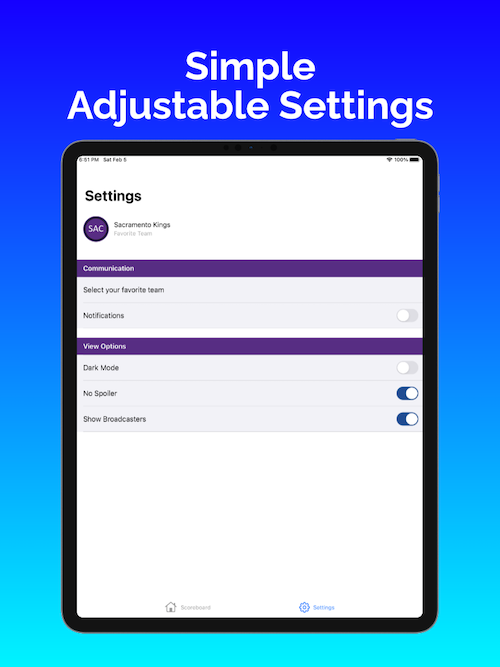 Simple
Adjustable Settings
6:51 PM Sat Feb 5
100%
Settings
SAC
Sacramento Kings
Favorite Team
Communication
Select your favorite team
Notifications
View Options
Dark Mode
No Spoiler
Show Broadcasters
Scoreboard
Settings